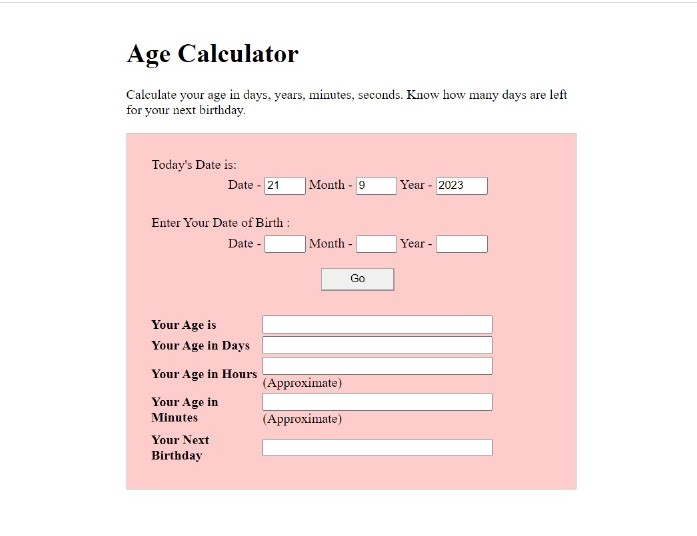 Age Calculator
Calculate your age in days, years, minutes, seconds. Know how many days are left
for your next birthday.
Today's Date is:
Date - 21 Month - 9 Year - 2023
Enter Your Date of Birth :
Date - Month - Year -
Go
Your Age is
Your Age in Days
Your Age in Hours
(Approximate)
Your Age in
Minutes
(Approximate)
Your Next
Birthday